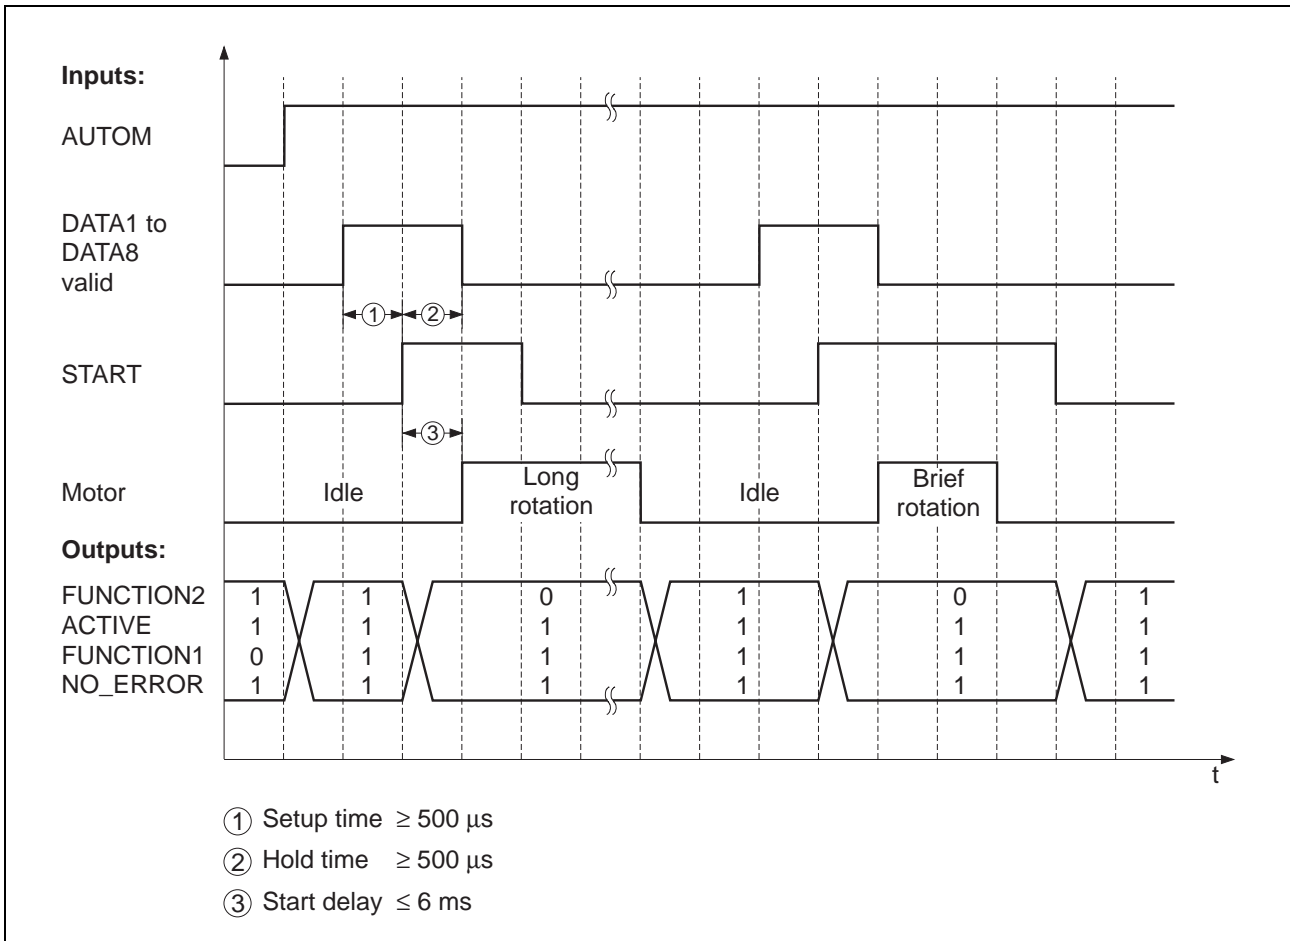 Inputs:
AUTOM
DATA1 to
DATA8
valid
① ②
START
③
Motor Idle Long rotation Idle Brief rotation
Outputs:
FUNCTION2 1 1 0 1 0 1
ACTIVE 1 1 1 1 1 1
FUNCTION1 0 1 1 1 1 1
NO_ERROR 1 1 1 1 1 1
t
① Setup time ≥ 500 µs
② Hold time ≥ 500 µs
③ Start delay ≤ 6 ms